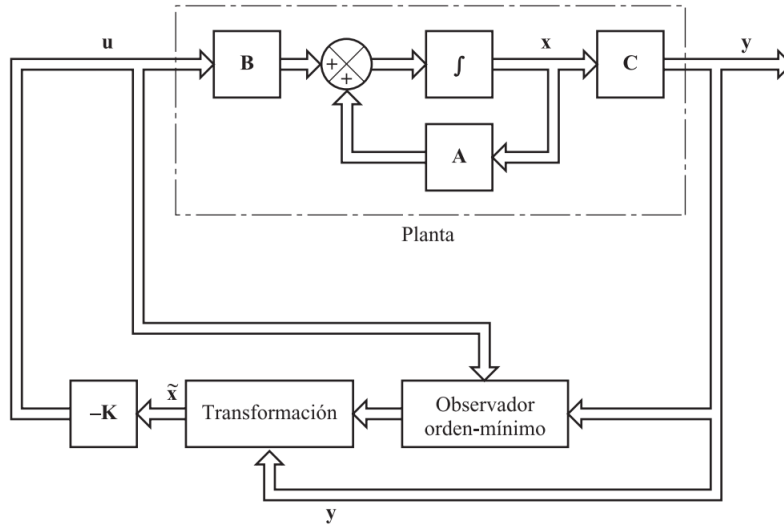 u
B
+
+
∫
x
C
y
A
Planta
–K
x̃
Transformación
Observador
orden-mínimo
y